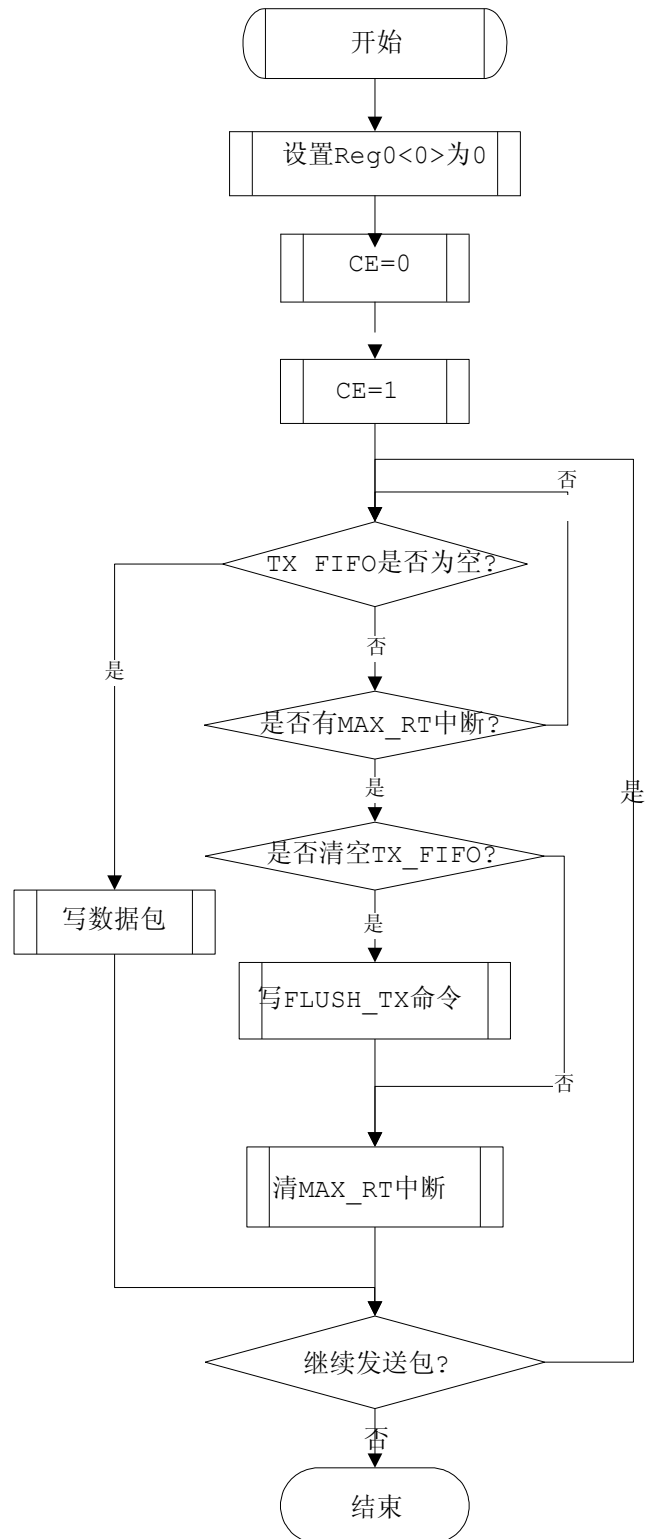 开始
设置Reg0<0>为0
CE=0
CE=1
否
TX FIFO是否为空?
是
否
是否有MAX_RT中断?
是
是
是否清空TX_FIFO?
写数据包
是
写FLUSH_TX命令
否
清MAX_RT中断
继续发送包?
否
结束